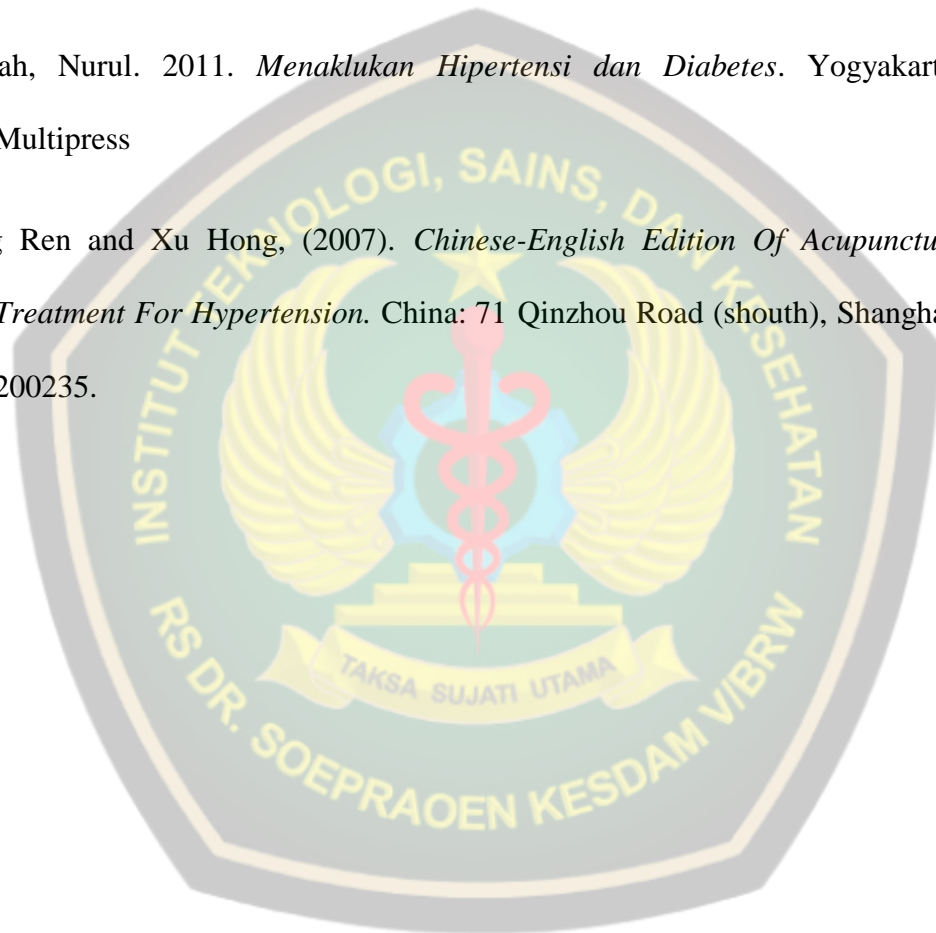 ah, Nurul. 2011. Menaklukan Hipertensi dan Diabetes. Yogyakart
Multipress
Ren and Xu Hong, (2007). Chinese-English Edition Of Acupunctu
Treatment For Hypertension. China: 71 Qinzhou Road (shouth), Shangha
200235.
INSTITUT TEKNOLOGI, SAINS, DAN KESEHATAN
TAKSA SUJATI UTAMA
RS DR. SOEPRAOEN KESDAM V/BRW